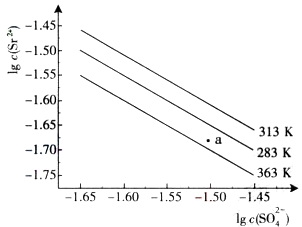 lg c(Sr²⁺)
-1.45
-1.50
-1.55
-1.60
-1.65
-1.70
-1.75
a
313 K
283 K
363 K
-1.65 -1.60 -1.55 -1.50 -1.45
lg c(SO₄²⁻)